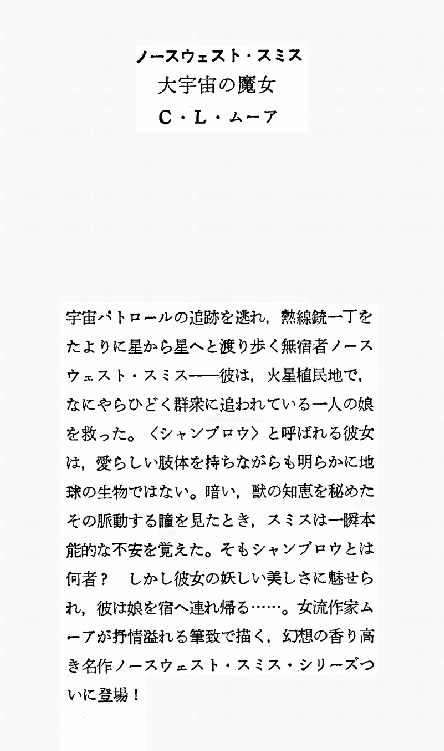 ノースウェスト・スミス
大宇宙の魔女
C・L・ムーア
宇宙パトロールの追跡を逃れ，熱線銃一丁を
たよりに星から星へと渡り歩く無宿者ノース
ウェスト・スミス──彼は，火星植民地で，
なにやらひどく群衆に追われている一人の娘
を救った。〈シャンブロウ〉と呼ばれる彼女
は，愛らしい肢体を持ちながらも明らかに地
球の生物ではない。暗い，獣の知恵を秘めた
その脈動する瞳を見たとき，スミスは一瞬本
能的な不安を覚えた。そもシャンブロウとは
何者？　しかし彼女の妖しい美しさに魅せら
れ，彼は娘を宿へ連れ帰る……。女流作家ム
ーアが抒情溢れる筆致で描く，幻想の香り高
き名作ノースウェスト・スミス・シリーズつ
いに登場！